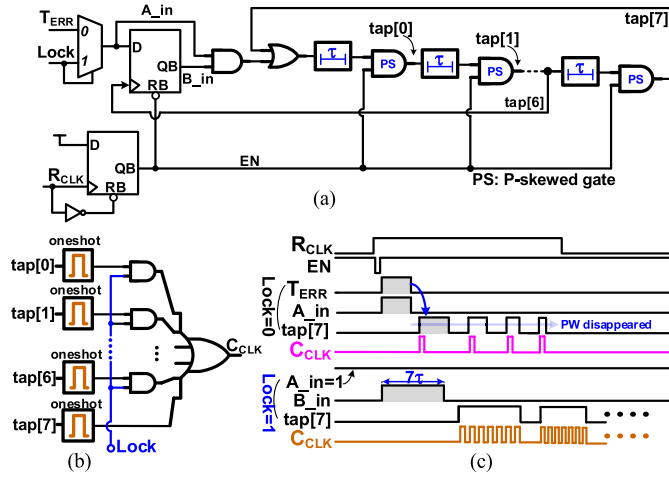 T_ERR
0
A_in
tap[7]
Lock
1
D
QB
B_in
RB
τ
PS
tap[0]
τ
tap[1]
PS
tap[6]
τ
PS
D
QB
EN
R_CLK
RB
PS: P-skewed gate
(a)
oneshot
tap[0]
oneshot
tap[1]
oneshot
tap[6]
oneshot
tap[7]
C_CLK
Lock
(b)
R_CLK
EN
Lock=0
T_ERR
A_in
tap[7]
PW disappeared
C_CLK
Lock=1
A_in=1
7τ
B_in
tap[7]
C_CLK
(c)